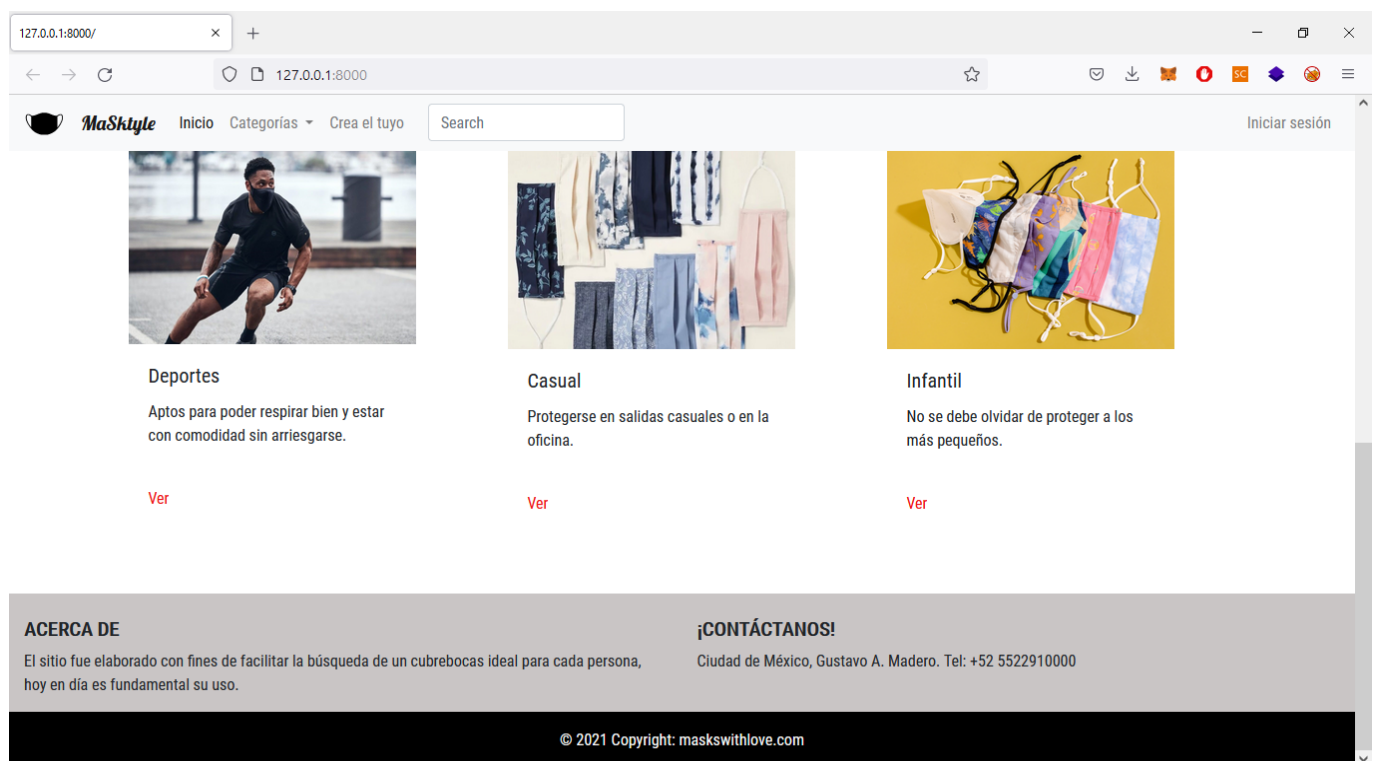 127.0.0.1:8000/
127.0.0.1:8000
SC
MaSktyle Inicio Categorías Crea el tuyo Search Iniciar sesión
Deportes
Aptos para poder respirar bien y estar
con comodidad sin arriesgarse.
Ver
Casual
Protegerse en salidas casuales o en la
oficina.
Ver
Infantil
No se debe olvidar de proteger a los
más pequeños.
Ver
ACERCA DE
El sitio fue elaborado con fines de facilitar la búsqueda de un cubrebocas ideal para cada persona,
hoy en día es fundamental su uso.
¡CONTÁCTANOS!
Ciudad de México, Gustavo A. Madero. Tel: +52 5522910000
© 2021 Copyright: maskswithlove.com